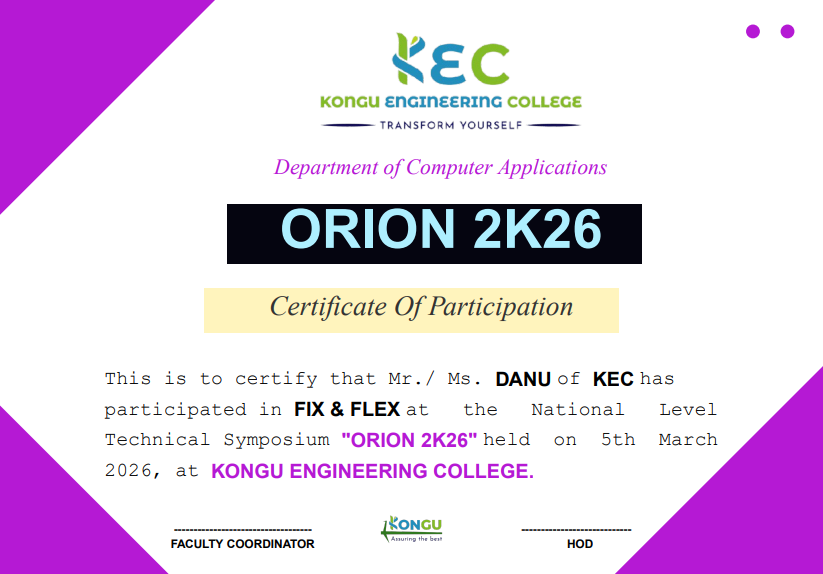 KEC
KONGU ENGINEERING COLLEGE
TRANSFORM YOURSELF
Department of Computer Applications
ORION 2K26
Certificate Of Participation
This is to certify that Mr./ Ms. DANU of KEC has
participated in FIX & FLEX at the National Level
Technical Symposium "ORION 2K26" held on 5th March
2026, at KONGU ENGINEERING COLLEGE.
KONGU
Assuring the best
FACULTY COORDINATOR
HOD